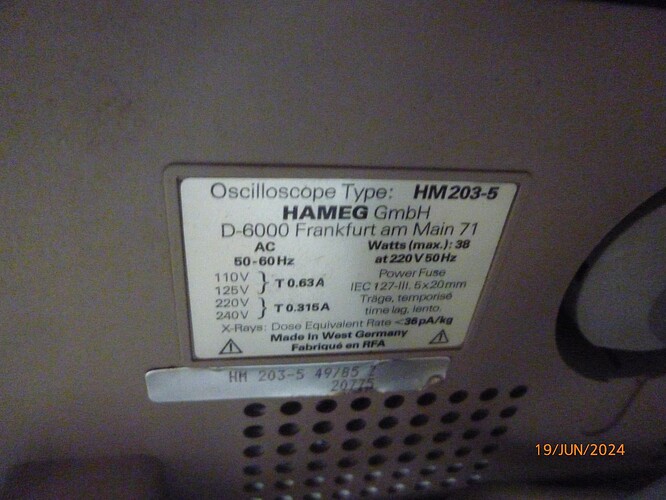 Oscilloscope Type: HM203-5
HAMEG GmbH
D-6000 Frankfurt am Main 71
AC
50-60Hz
110V
125V } T 0.63A
220V
240V } T 0.315A
Watts (max.): 38
at 220V 50Hz
Power Fuse
IEC 127-III. 5x20mm
Träge, temporisé
time lag, lento.
X-Rays: Dose Equivalent Rate <36pA/kg
Made in West Germany
Fabriqué en RFA
HM 203-5 49/85 Z
20775
19/JUN/2024